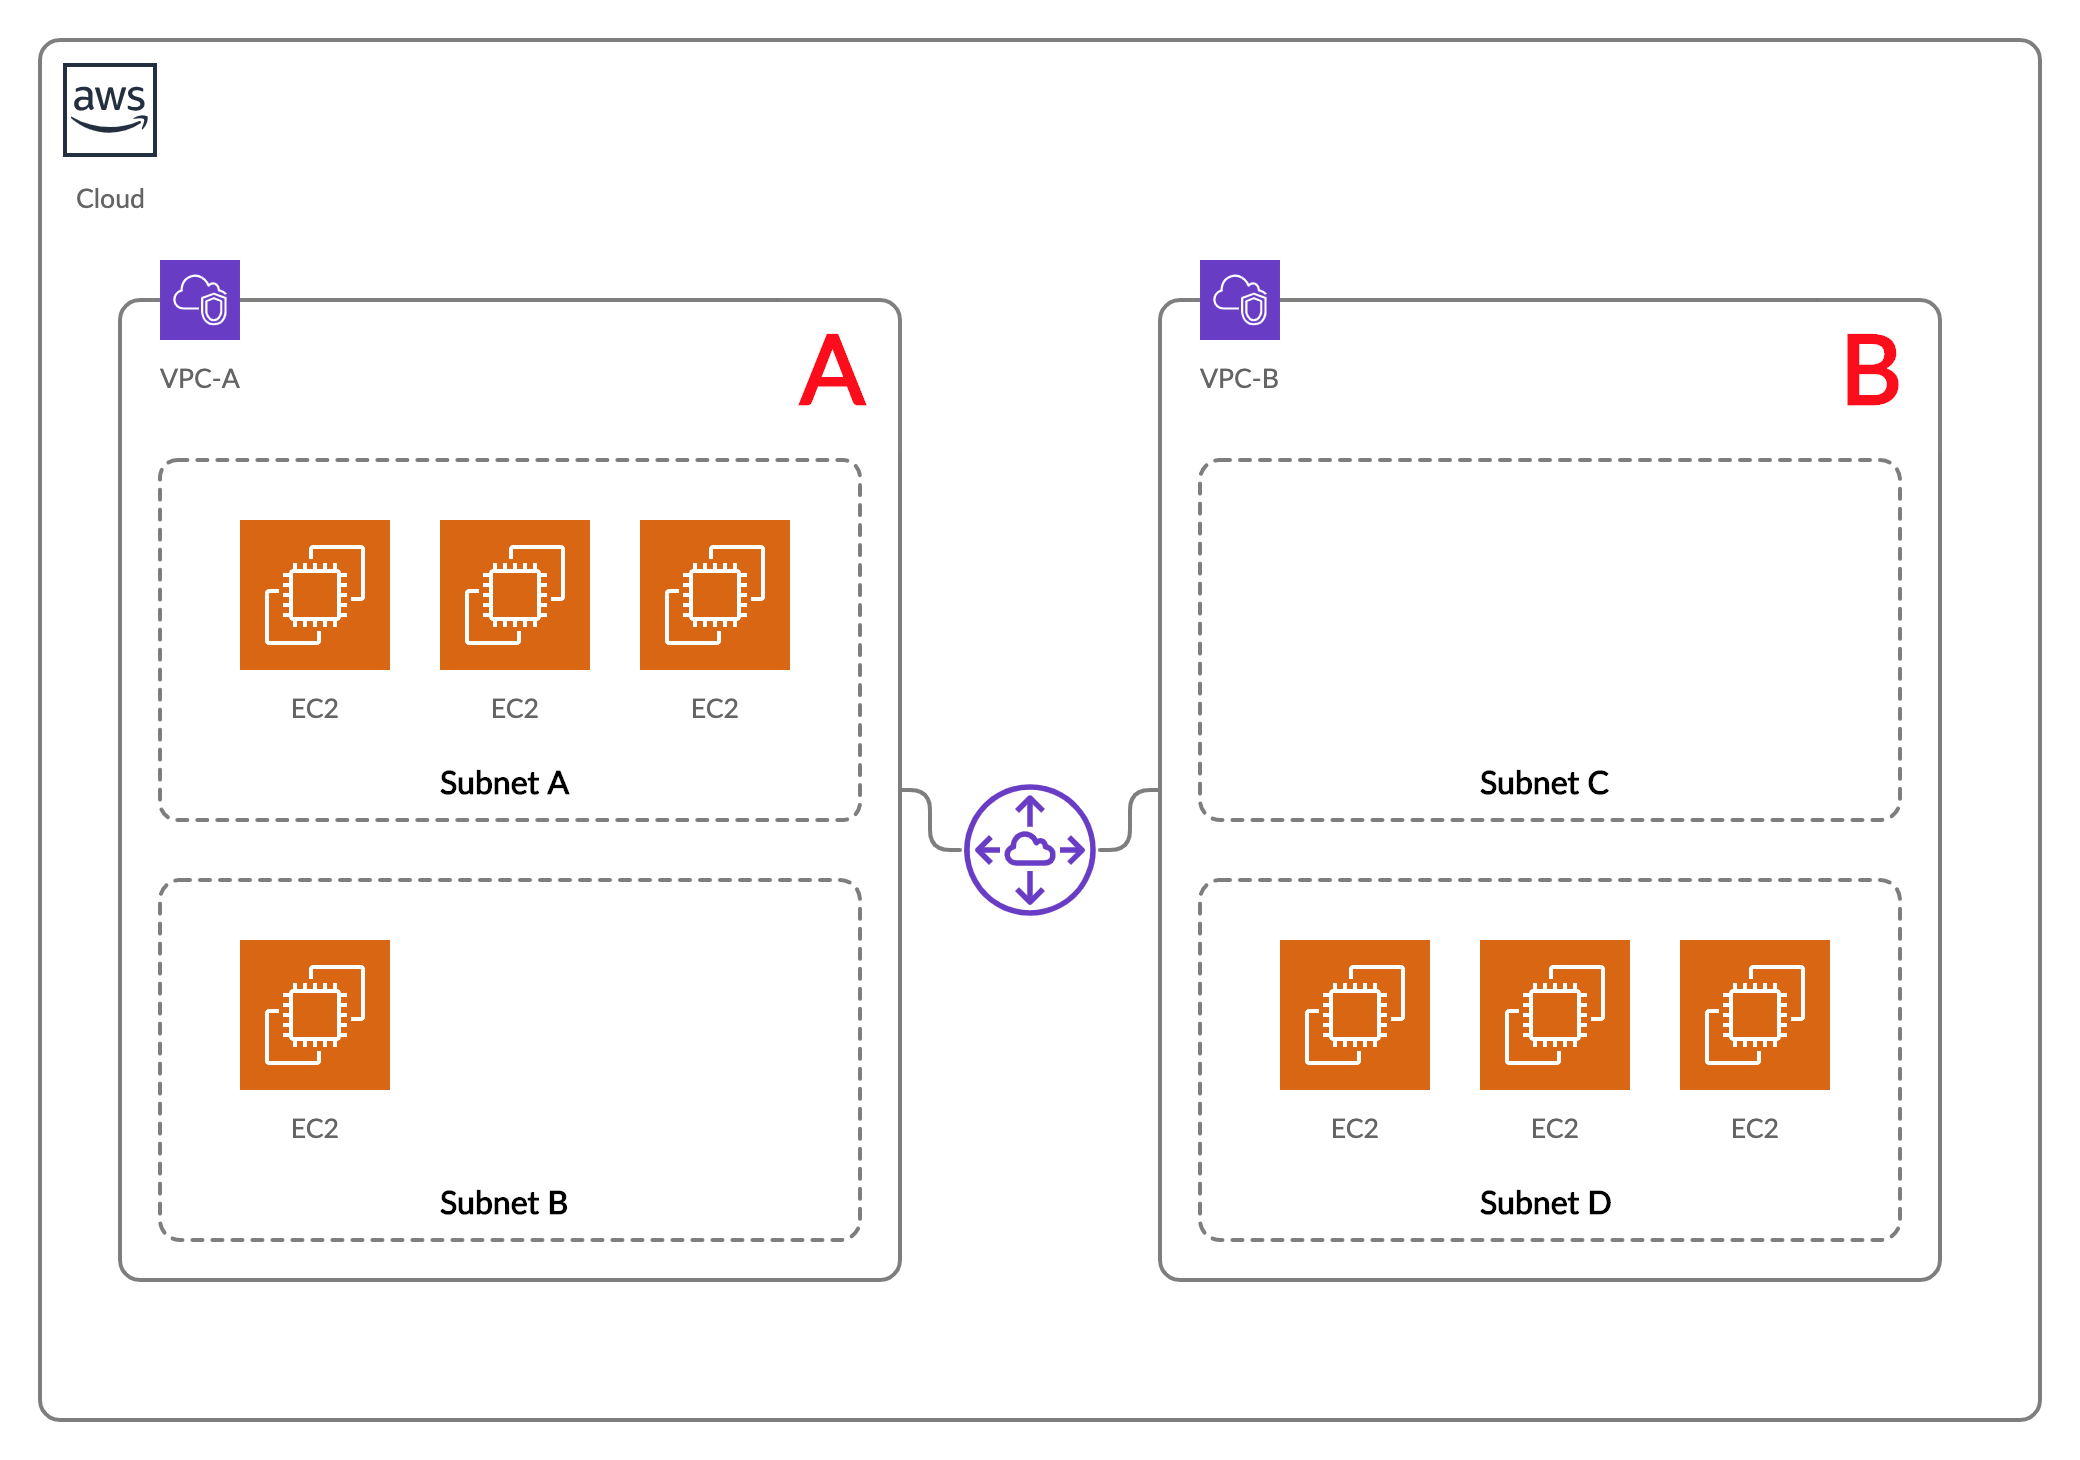 aws
Cloud
VPC-A
A
EC2
EC2
EC2
Subnet A
EC2
Subnet B
VPC-B
B
Subnet C
EC2
EC2
EC2
Subnet D